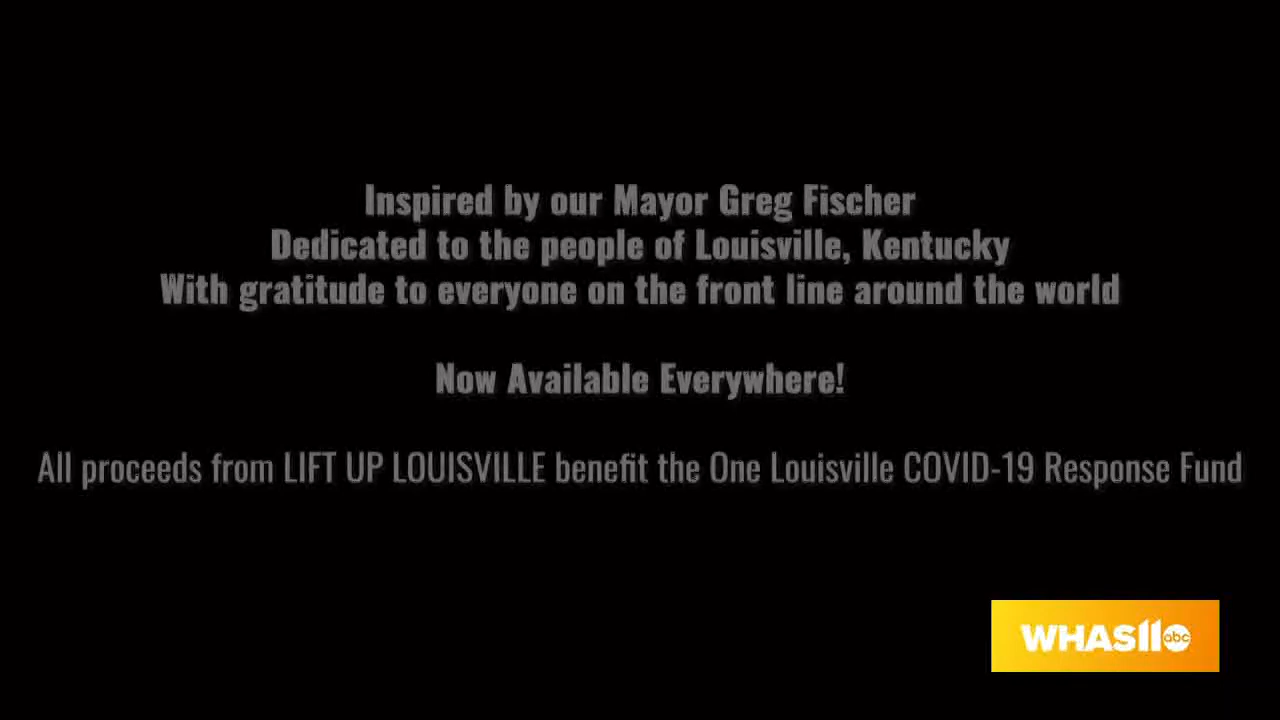 Inspired by our Mayor Greg Fischer
Dedicated to the people of Louisville, Kentucky
With gratitude to everyone on the front line around the world
Now Available Everywhere!
All proceeds from LIFT UP LOUISVILLE benefit the One Louisville COVID-19 Response Fund
WHAS11 abc